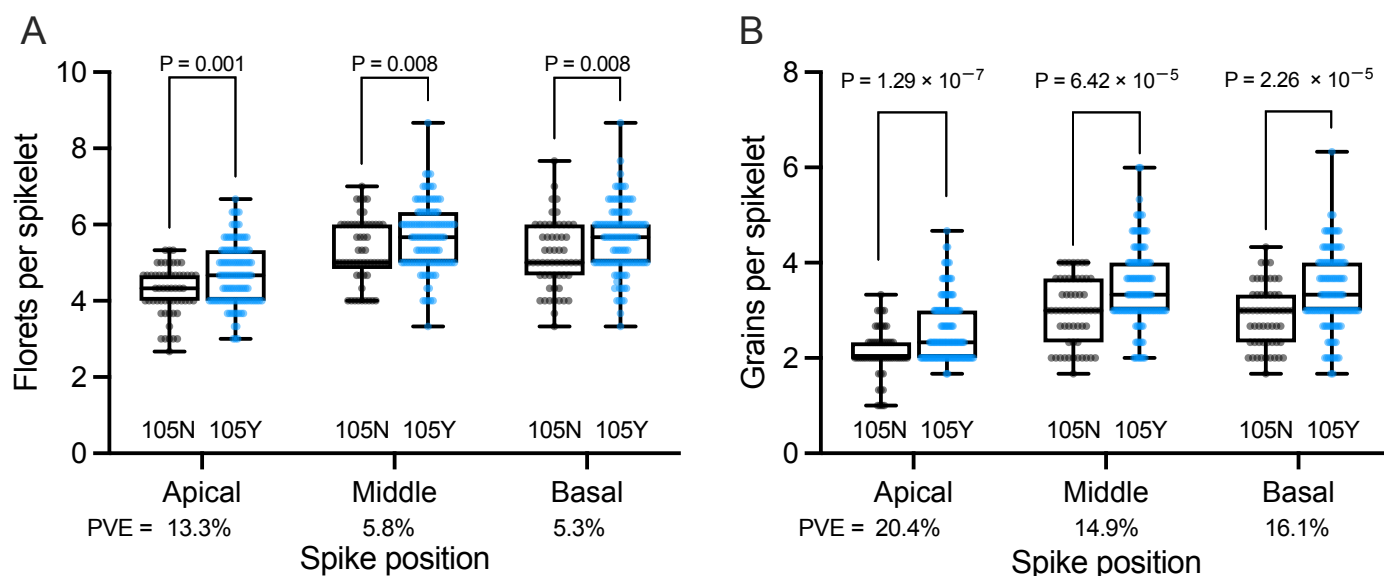 A
P = 0.001 P = 0.008 P = 0.008
10
8
6
4
2
0
Florets per spikelet
105N 105Y 105N 105Y 105N 105Y
Apical Middle Basal
PVE = 13.3% 5.8% 5.3%
Spike position
B
P = 1.29 × 10⁻⁷ P = 6.42 × 10⁻⁵ P = 2.26 × 10⁻⁵
8
6
4
2
0
Grains per spikelet
105N 105Y 105N 105Y 105N 105Y
Apical Middle Basal
PVE = 20.4% 14.9% 16.1%
Spike position